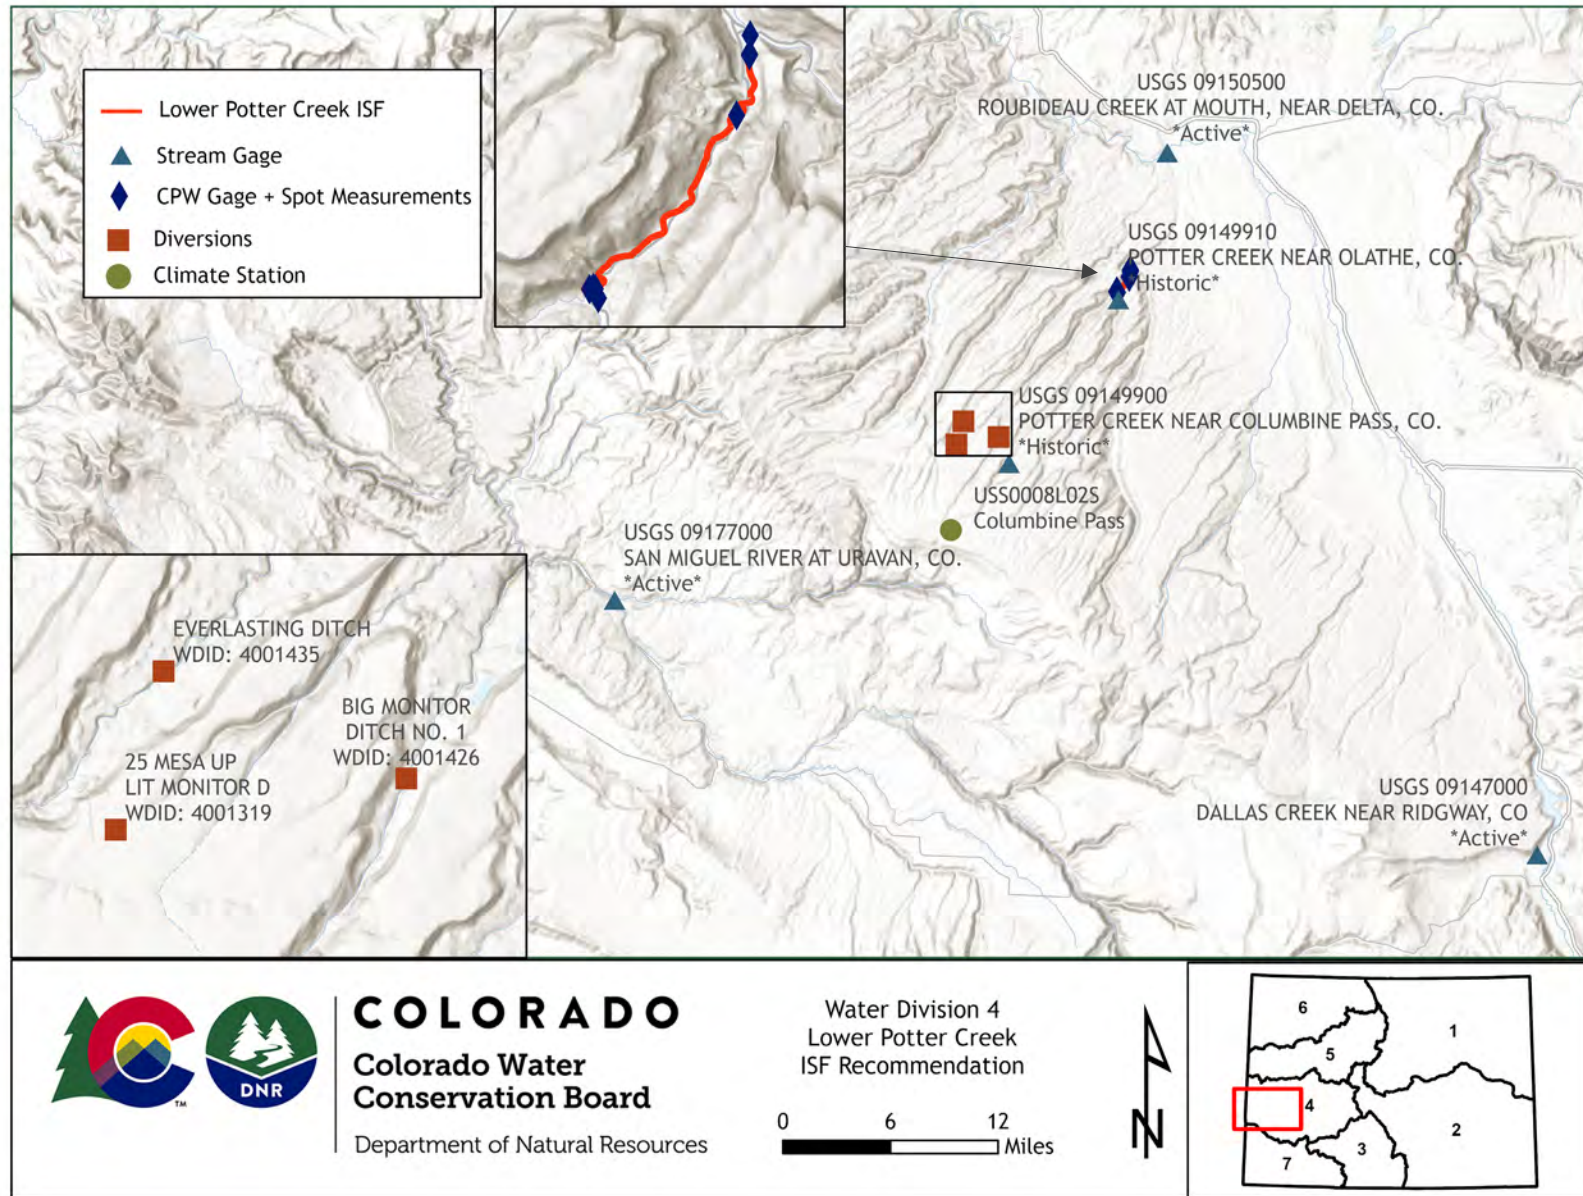 Lower Potter Creek ISF
Stream Gage
CPW Gage + Spot Measurements
Diversions
Climate Station
USGS 09150500
ROUBIDEAU CREEK AT MOUTH, NEAR DELTA, CO.
*Active*
USGS 09149910
POTTER CREEK NEAR OLATHE, CO.
*Historic*
USGS 09149900
POTTER CREEK NEAR COLUMBINE PASS, CO.
*Historic*
USS0008L02S
Columbine Pass
USGS 09177000
SAN MIGUEL RIVER AT URAVAN, CO.
*Active*
EVERLASTING DITCH
WDID: 4001435
BIG MONITOR
DITCH NO. 1
WDID: 4001426
25 MESA UP
LIT MONITOR D
WDID: 4001319
USGS 09147000
DALLAS CREEK NEAR RIDGWAY, CO
*Active*
TM
DNR
COLORADO
Colorado Water
Conservation Board
Department of Natural Resources
Water Division 4
Lower Potter Creek
ISF Recommendation
0 6 12
Miles
N
6
1
5
4
2
3
7